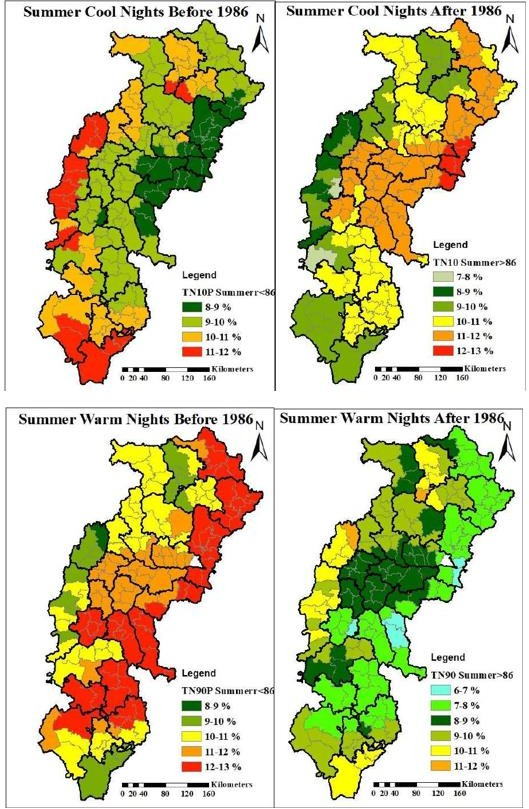 Summer Cool Nights Before 1986
N
Legend
TN10P Summerr<86
8-9 %
9-10 %
10-11 %
11-12 %
Kilometers
0 20 40 80 120 160
Summer Cool Nights After 1986
N
Legend
TN10 Summer>86
7-8 %
8-9 %
9-10 %
10-11 %
11-12 %
12-13 %
Kilometers
0 20 40 80 120 160
Summer Warm Nights Before 1986
N
Legend
TN90P Summerr<86
8-9 %
9-10 %
10-11 %
11-12 %
12-13 %
Kilometers
0 20 40 80 120 160
Summer Warm Nights After 1986
N
Legend
TN90 Summer>86
6-7 %
7-8 %
8-9 %
9-10 %
10-11 %
11-12 %
Kilometers
0 20 40 80 120 160